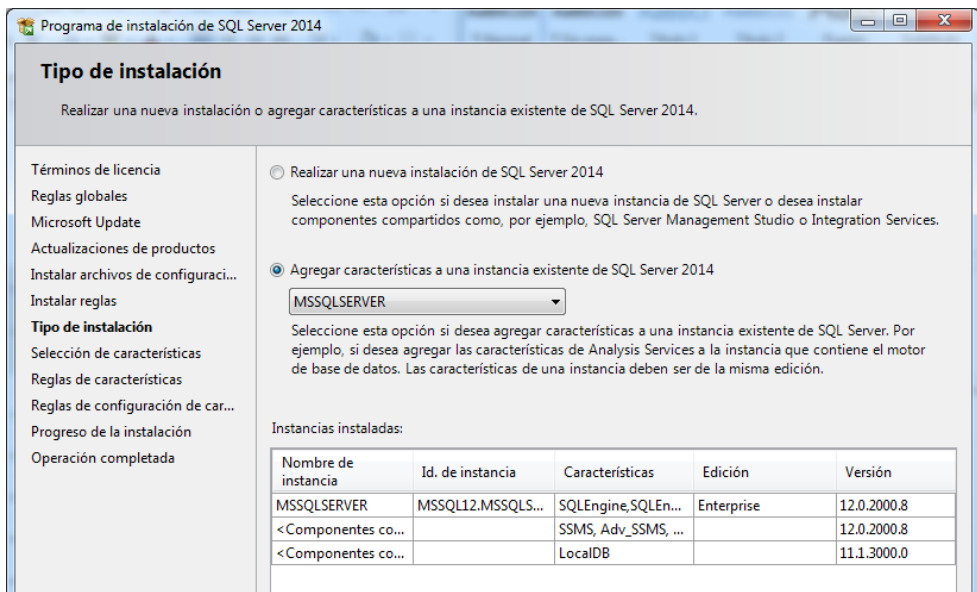 Programa de instalación de SQL Server 2014
Tipo de instalación
Realizar una nueva instalación o agregar características a una instancia existente de SQL Server 2014.
Términos de licencia
Reglas globales
Microsoft Update
Actualizaciones de productos
Instalar archivos de configuraci...
Instalar reglas
Tipo de instalación
Selección de características
Reglas de características
Reglas de configuración de car...
Progreso de la instalación
Operación completada
Realizar una nueva instalación de SQL Server 2014
Seleccione esta opción si desea instalar una nueva instancia de SQL Server o desea instalar
componentes compartidos como, por ejemplo, SQL Server Management Studio o Integration Services.
Agregar características a una instancia existente de SQL Server 2014
MSSQLSERVER
Seleccione esta opción si desea agregar características a una instancia existente de SQL Server. Por
ejemplo, si desea agregar las características de Analysis Services a la instancia que contiene el motor
de base de datos. Las características de una instancia deben ser de la misma edición.
Instancias instaladas:
Nombre de instancia Id. de instancia Características Edición Versión
MSSQLSERVER MSSQL12.MSSQLS... SQLEngine,SQLEn... Enterprise 12.0.2000.8
<Componentes co... SSMS, Adv_SSMS, ... 12.0.2000.8
<Componentes co... LocalDB 11.1.3000.0